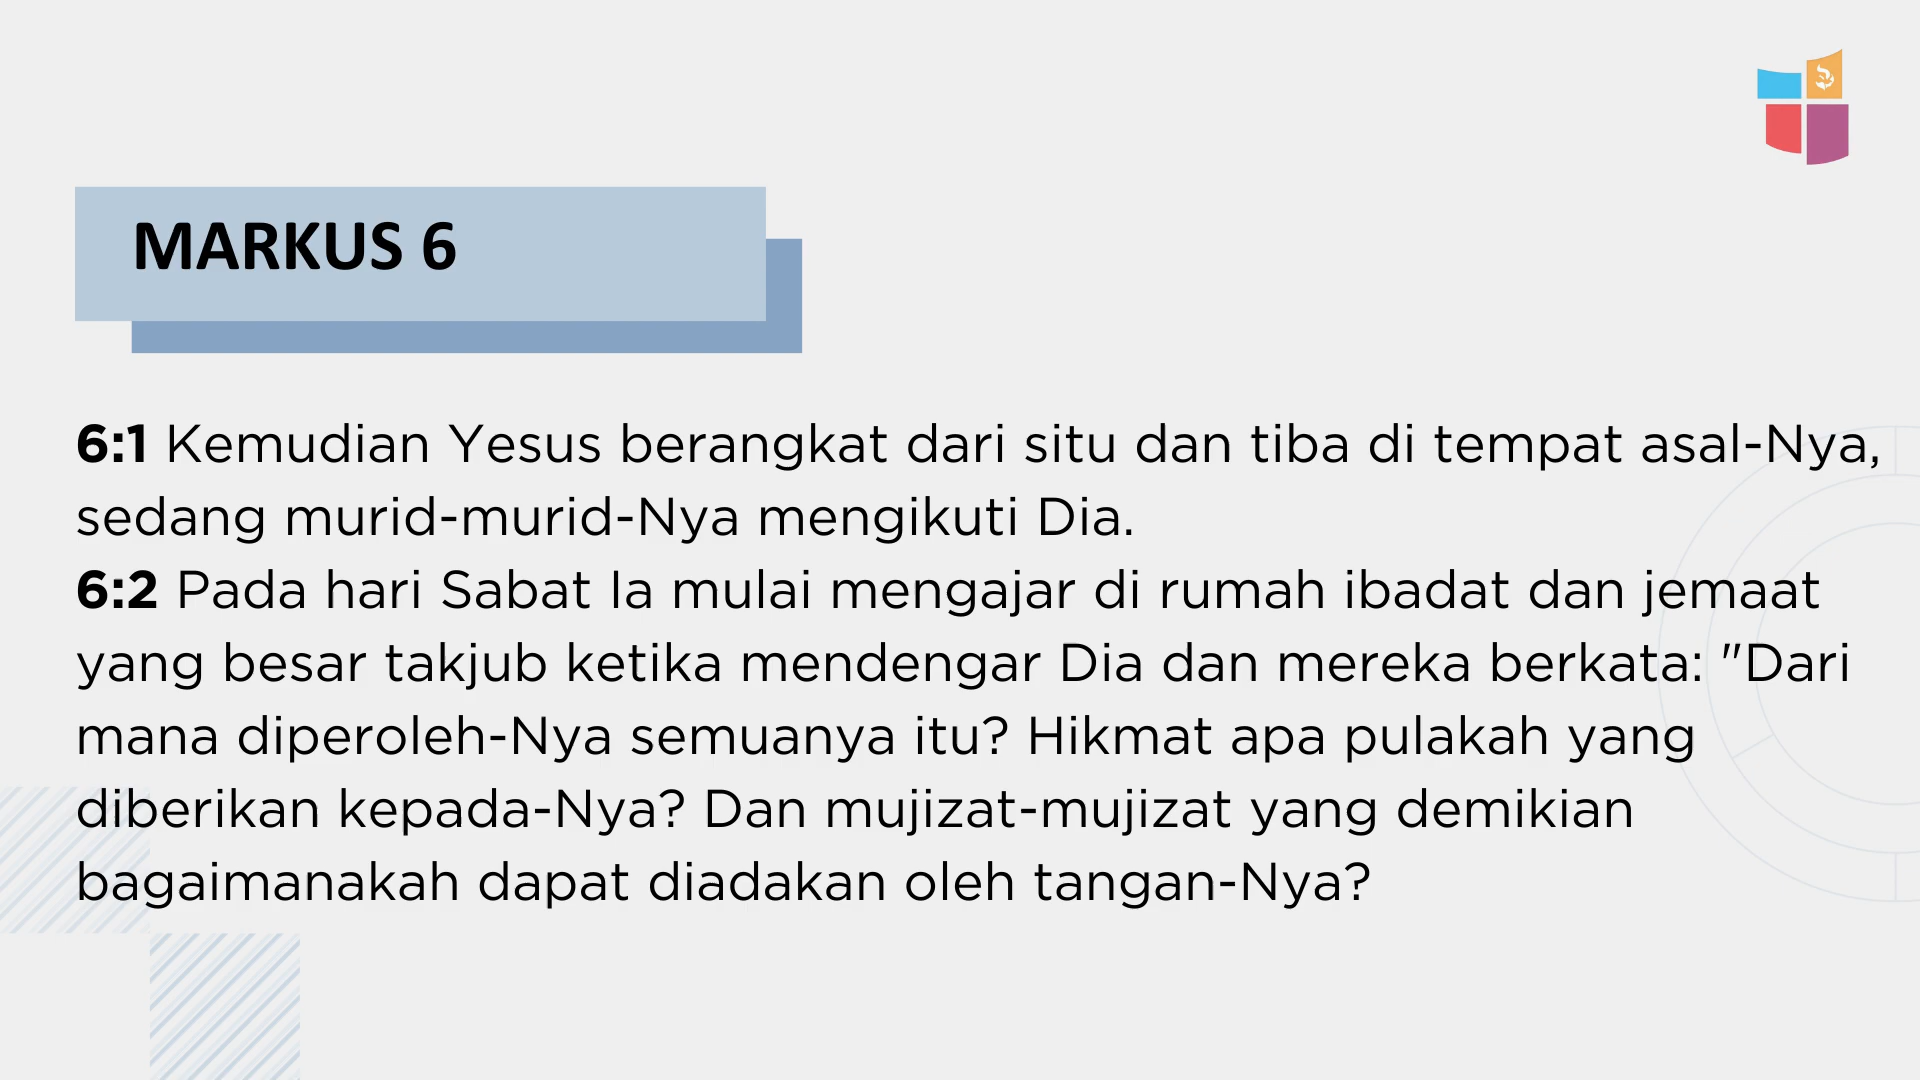 MARKUS 6
6:1 Kemudian Yesus berangkat dari situ dan tiba di tempat asal-Nya,
sedang murid-murid-Nya mengikuti Dia.
6:2 Pada hari Sabat Ia mulai mengajar di rumah ibadat dan jemaat
yang besar takjub ketika mendengar Dia dan mereka berkata: "Dari
mana diperoleh-Nya semuanya itu? Hikmat apa pulakah yang
diberikan kepada-Nya? Dan mujizat-mujizat yang demikian
bagaimanakah dapat diadakan oleh tangan-Nya?